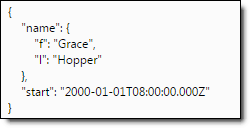 {
"name": {
"f": "Grace",
"l": "Hopper"
},
"start": "2000-01-01T08:00:00.000Z"
}